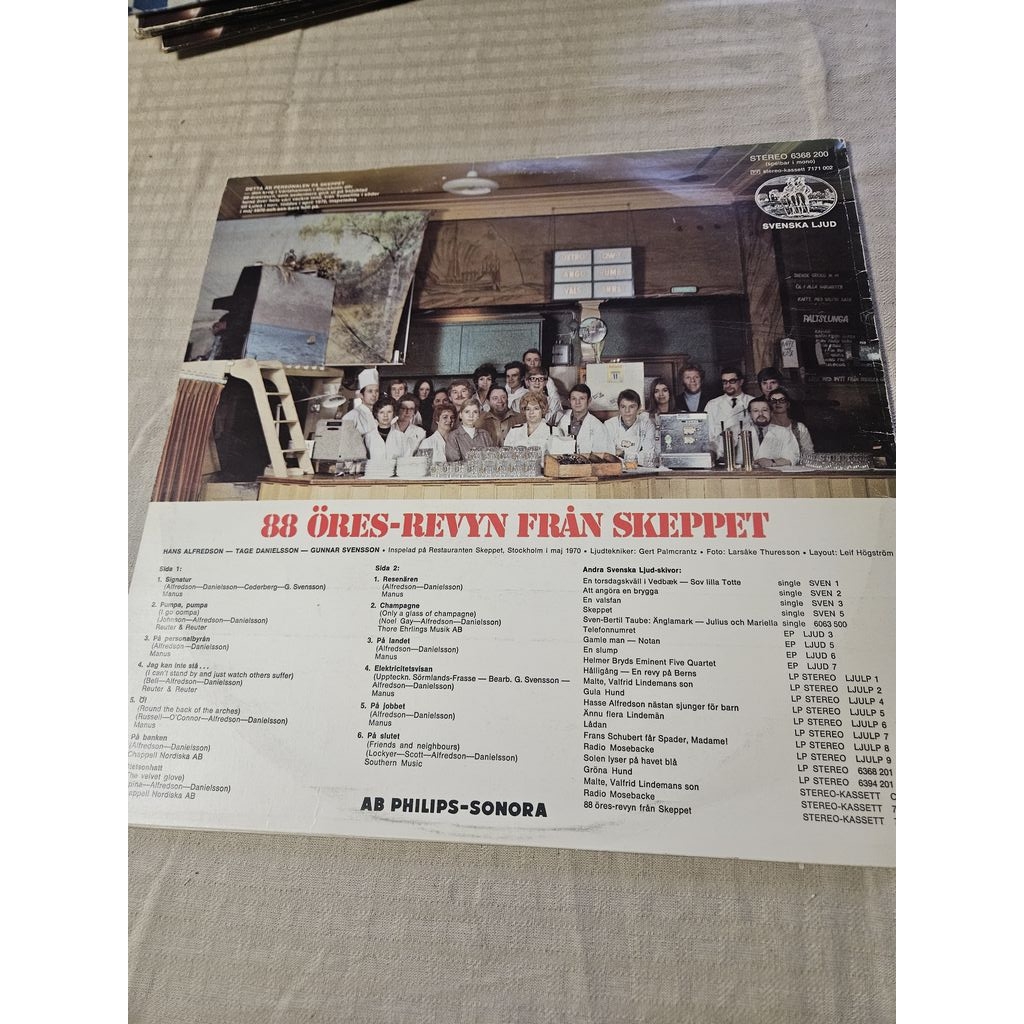 DETTA ÄR PERSONALEN PÅ SKEPPET
STEREO 6368 200
(spelbar i mono)
stereo-kassett 7171 002
SVENSKA LJUD
PALTSLUNGA
88 ÖRES-REVYN FRÅN SKEPPET
HANS ALFREDSON — TAGE DANIELSSON — GUNNAR SVENSSON • Inspelad på Restauranten Skeppet, Stockholm i maj 1970 • Ljudtekniker: Gert Palmcrantz • Foto: Larsåke Thuresson • Layout: Leif Högström
Sida 1:
1. Signatur
(Alfredson—Danielsson—Cederberg—G. Svensson)
Manus
2. Pumpa, pumpa
(I go oompa)
(Johnson—Alfredson—Danielsson)
Reuter & Reuter
3. På personalbyrån
(Alfredson—Danielsson)
Manus
4. Jag kan inte stå . . .
(I can't stand by and just watch others suffer)
(Bell—Alfredson—Danielsson)
Reuter & Reuter
5. Öl
(Round the back of the arches)
(Russell—O'Connor—Alfredson—Danielsson)
Manus
På banken
(Alfredson—Danielsson)
Chappell Nordiska AB
velvet glove)
—Alfredson—Danielsson)
Nordiska AB
Sida 2:
1. Resenären
(Alfredson—Danielsson)
Manus
2. Champagne
(Only a glass of champagne)
(Noel Gay—Alfredson—Danielsson)
Thore Ehrlings Musik AB
3. På landet
(Alfredson—Danielsson)
Manus
4. Elektricitetsvisan
(Uppteckn. Sörmlands-Frasse — Bearb. G. Svensson —
Alfredson—Danielsson)
Manus
5. På jobbet
(Alfredson—Danielsson)
Manus
6. På slutet
(Friends and neighbours)
(Lockyer—Scott—Alfredson—Danielsson)
Southern Music
Andra Svenska Ljud-skivor:
En torsdagskväll i Vedbæk — Sov lilla Totte single SVEN 1
Att angöra en brygga single SVEN 2
En valsfan single SVEN 3
Skeppet single SVEN 5
Sven-Bertil Taube: Änglamark — Julius och Mariella single 6063 500
Telefonnumret EP LJUD 3
Gamle man — Notan EP LJUD 5
En slump EP LJUD 6
Helmer Bryds Eminent Five Quartet EP LJUD 7
Hålligång — En revy på Berns LP STEREO LJULP 1
Malte, Valfrid Lindemans son LP STEREO LJULP 2
Gula Hund LP STEREO LJULP 4
Hasse Alfredson nästan sjunger för barn LP STEREO LJULP 5
Ännu flera Lindemän LP STEREO LJULP 6
Lådan LP STEREO LJULP 7
Frans Schubert får Spader, Madame! LP STEREO LJULP 8
Radio Mosebacke LP STEREO LJULP 9
Solen lyser på havet blå LP STEREO 6368 201
Gröna Hund LP STEREO 6394 201
Malte, Valfrid Lindemans son STEREO-KASSETT
Radio Mosebacke STEREO-KASSETT 7
88 öres-revyn från Skeppet STEREO-KASSETT
AB PHILIPS-SONORA